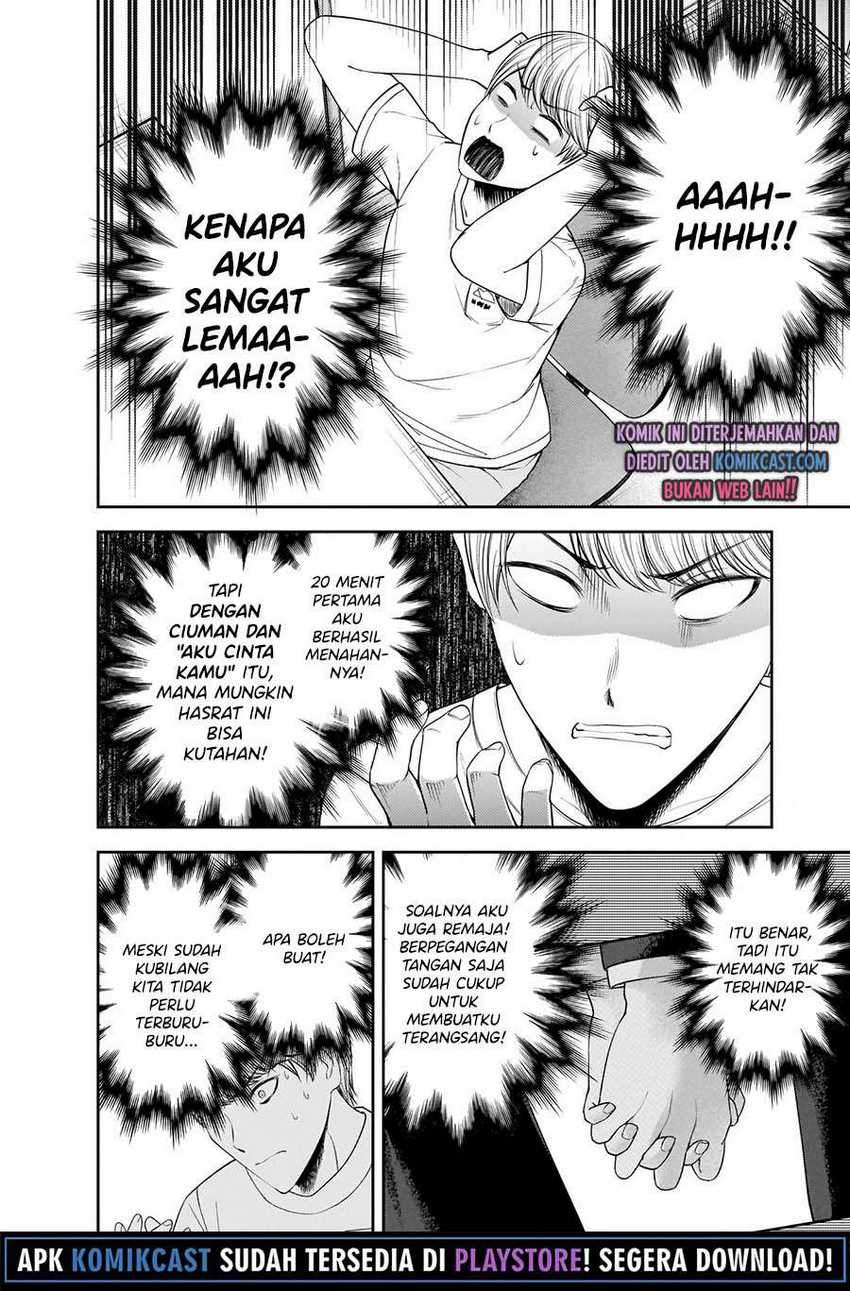 AAAH-
HHHH!!
KENAPA
AKU
SANGAT
LEMAA-
AAH!?
KOMIK INI DITERJEMAHKAN DAN
DIEDIT OLEH KOMIKCAST.COM
BUKAN WEB LAIN!!
20 MENIT
PERTAMA
AKU
BERHASIL
MENAHAN-
NYA!
TAPI
DENGAN
CIUMAN DAN
"AKU CINTA
KAMU" ITU,
MANA MUNGKIN
HASRAT INI
BISA
KUTAHAN!
ITU BENAR,
TADI ITU
MEMANG TAK
TERHINDAR-
KAN!
SOALNYA AKU
JUGA REMAJA!
BERPEGANGAN
TANGAN SAJA
SUDAH CUKUP
UNTUK
MEMBUATKU
TERANGSANG!
APA BOLEH
BUAT!
MESKI SUDAH
KUBILANG
KITA TIDAK
PERLU
TERBURU-
BURU...
APK KOMIKCAST SUDAH TERSEDIA DI PLAYSTORE! SEGERA DOWNLOAD!